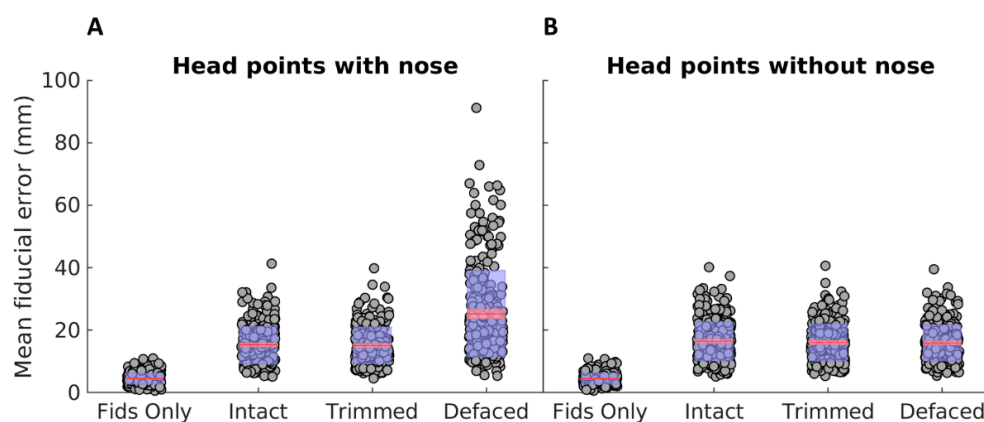 A
B
Head points with nose
Head points without nose
Mean fiducial error (mm)
100
80
60
40
20
0
Fids Only Intact Trimmed Defaced
Fids Only Intact Trimmed Defaced